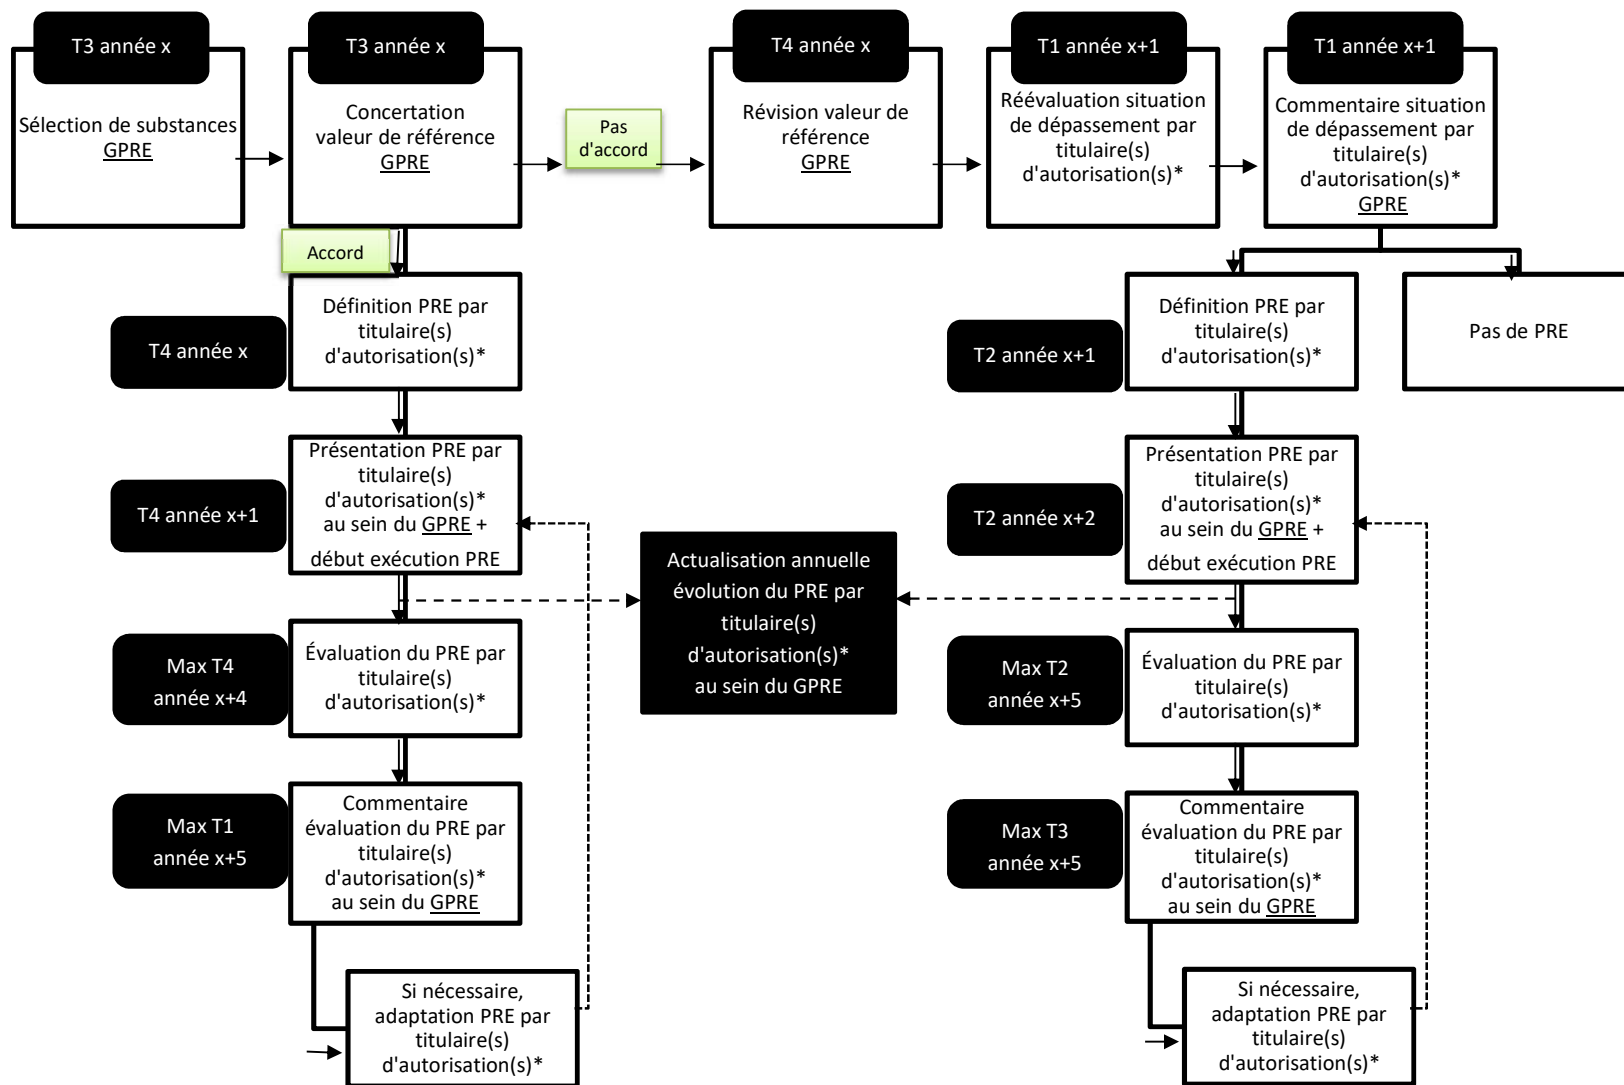 T3 année x
Sélection de substances
GPRE
T3 année x
Concertation
valeur de référence
GPRE
Pas
d'accord
T4 année x
Révision valeur de
référence
GPRE
T1 année x+1
Réévaluation situation
de dépassement par
titulaire(s)
d'autorisation(s)*
T1 année x+1
Commentaire situation
de dépassement par
titulaire(s)
d'autorisation(s)*
GPRE
Accord
T4 année x
Définition PRE par
titulaire(s)
d'autorisation(s)*
T4 année x+1
Présentation PRE par
titulaire(s)
d'autorisation(s)*
au sein du GPRE +
début exécution PRE
Max T4
année x+4
Évaluation du PRE par
titulaire(s)
d'autorisation(s)*
Max T1
année x+5
Commentaire
évaluation du PRE par
titulaire(s)
d'autorisation(s)*
au sein du GPRE
Si nécessaire,
adaptation PRE par
titulaire(s)
d'autorisation(s)*
Actualisation annuelle
évolution du PRE par
titulaire(s)
d'autorisation(s)*
au sein du GPRE
T2 année x+1
Définition PRE par
titulaire(s)
d'autorisation(s)*
Pas de PRE
T2 année x+2
Présentation PRE par
titulaire(s)
d'autorisation(s)*
au sein du GPRE +
début exécution PRE
Max T2
année x+5
Évaluation du PRE par
titulaire(s)
d'autorisation(s)*
Max T3
année x+5
Commentaire
évaluation du PRE par
titulaire(s)
d'autorisation(s)*
au sein du GPRE
Si nécessaire,
adaptation PRE par
titulaire(s)
d'autorisation(s)*